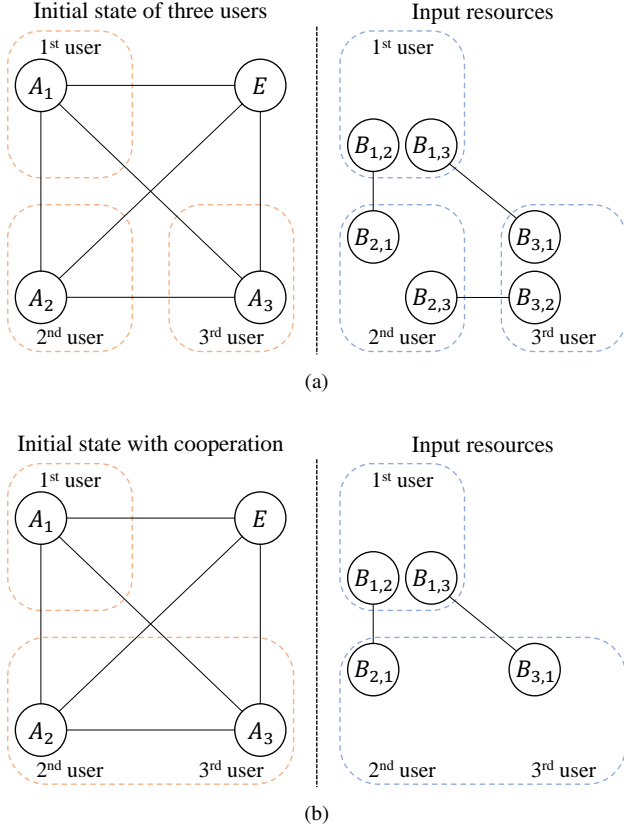 Initial state of three users
Input resources
1st user
A1
E
A2
A3
2nd user
3rd user
1st user
B1,2
B1,3
B2,1
B3,1
B2,3
B3,2
2nd user
3rd user
(a)
Initial state with cooperation
Input resources
1st user
A1
E
A2
A3
2nd user
3rd user
1st user
B1,2
B1,3
B2,1
B3,1
2nd user
3rd user
(b)